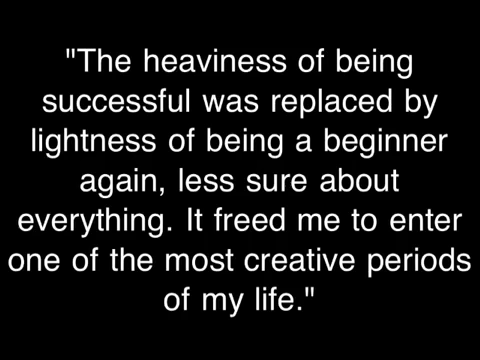 "The heaviness of being
successful was replaced by
lightness of being a beginner
again, less sure about
everything. It freed me to enter
one of the most creative periods
of my life."